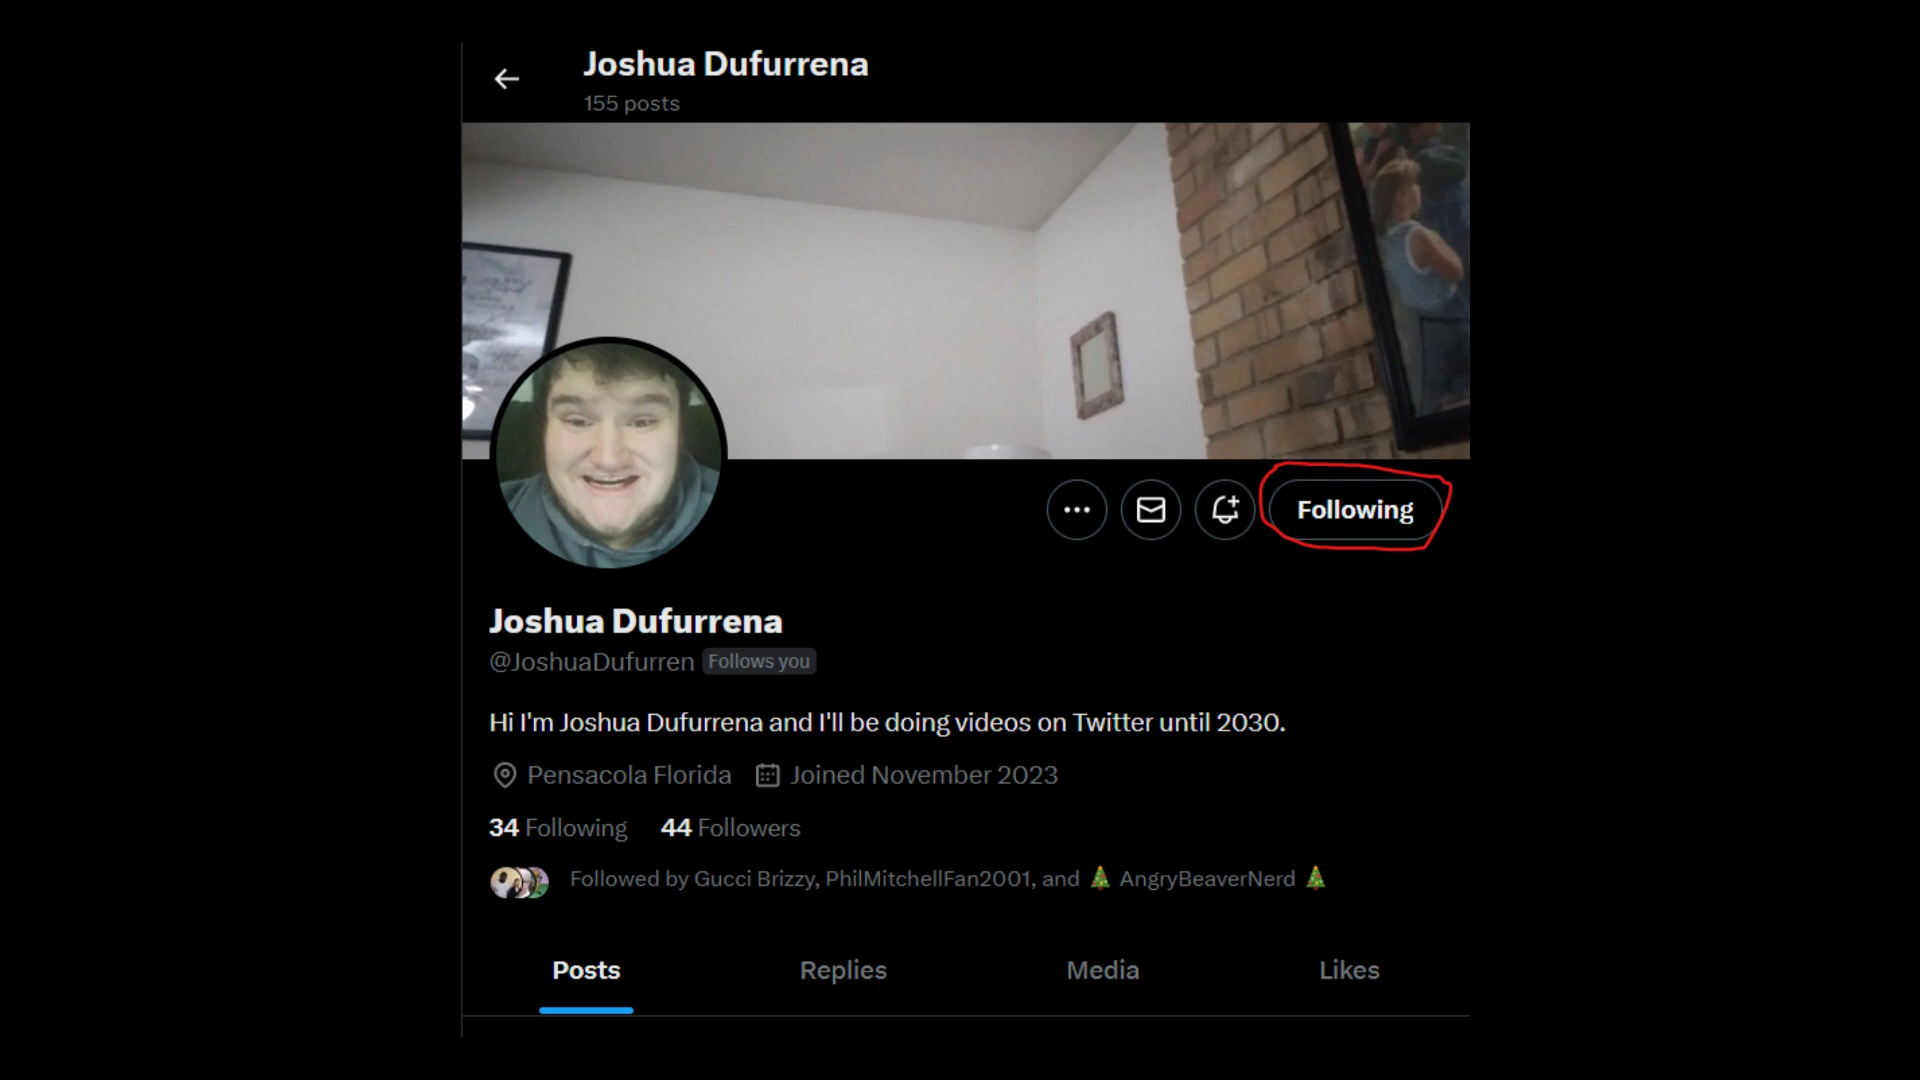 Joshua Dufurrena
155 posts
Following
Joshua Dufurrena
@JoshuaDufurren Follows you
Hi I'm Joshua Dufurrena and I'll be doing videos on Twitter until 2030.
Pensacola Florida Joined November 2023
34 Following 44 Followers
Followed by Gucci Brizzy, PhilMitchellFan2001, and 🎄 AngryBeaverNerd 🎄
Posts Replies Media Likes